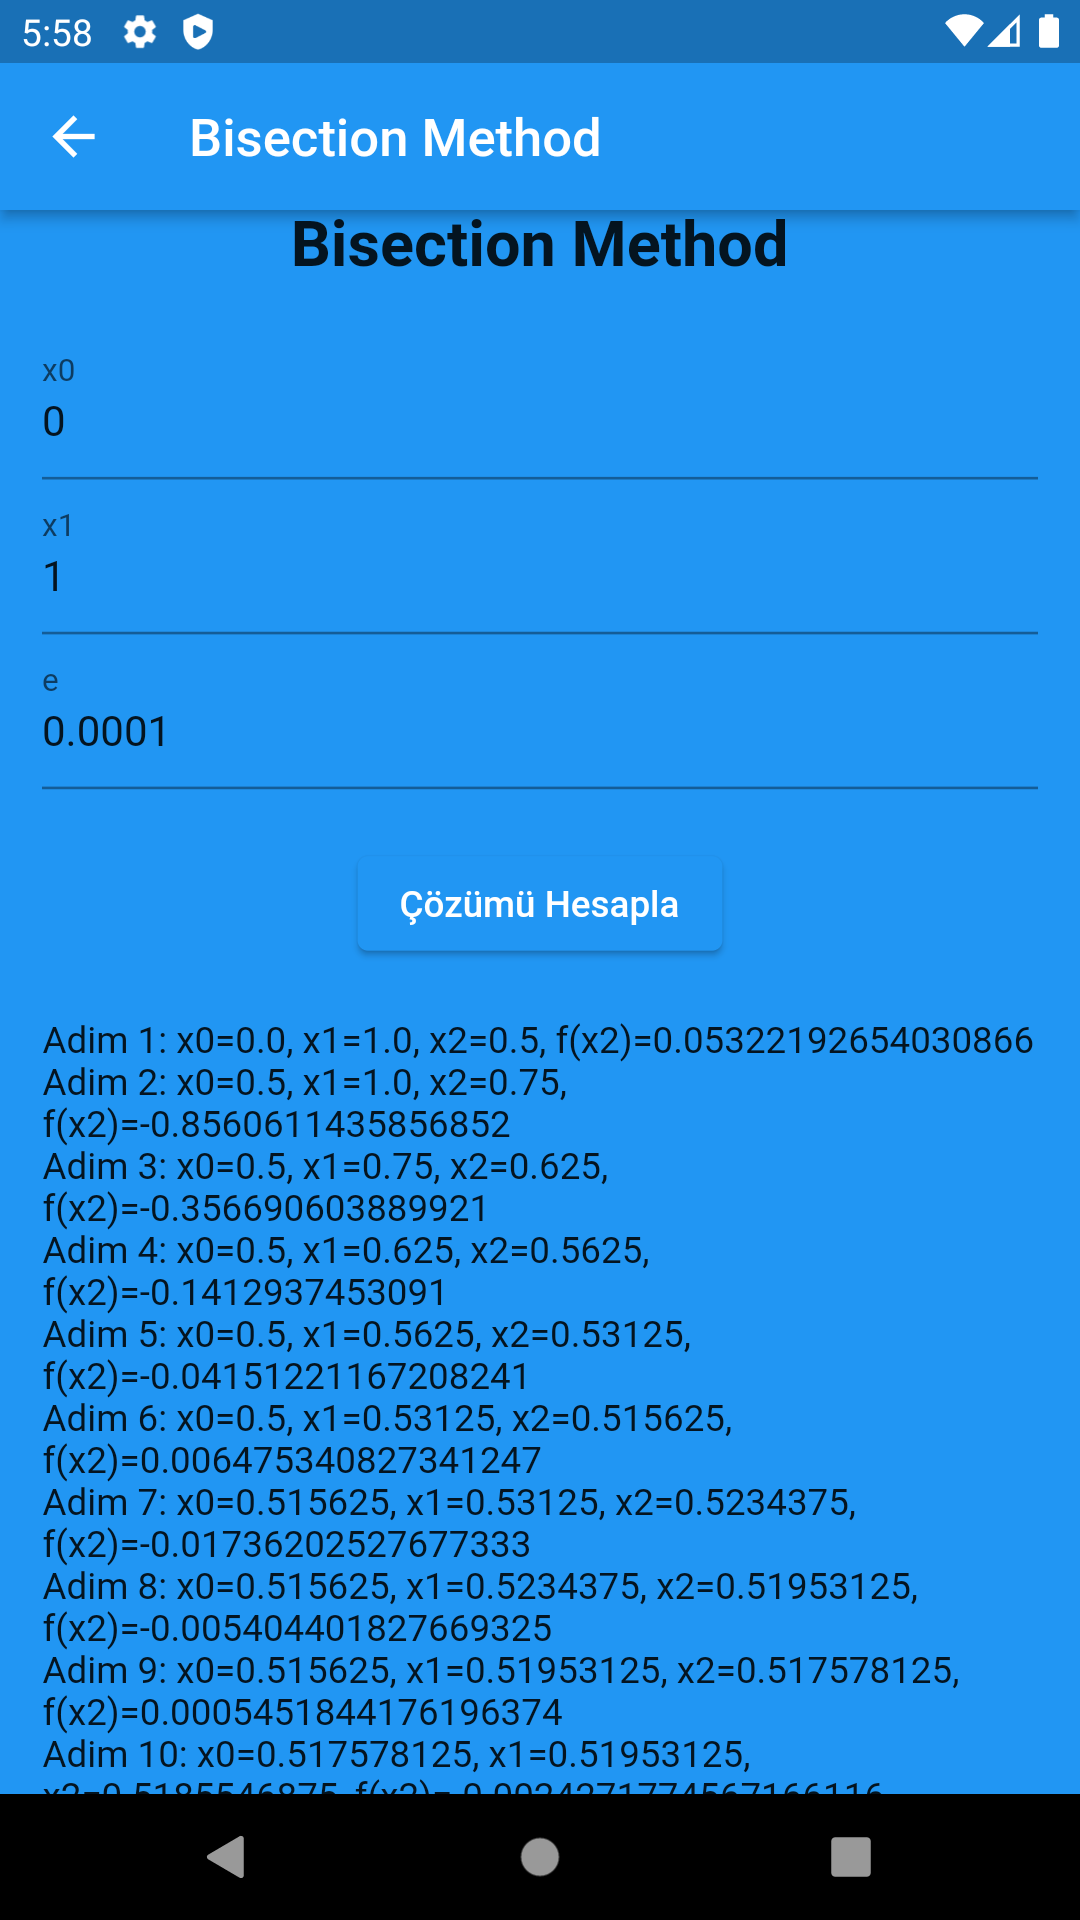 5:58
Bisection Method
Bisection Method
x0
0
x1
1
e
0.0001
Çözümü Hesapla
Adim 1: x0=0.0, x1=1.0, x2=0.5, f(x2)=0.05322192654030866
Adim 2: x0=0.5, x1=1.0, x2=0.75,
f(x2)=-0.8560611435856852
Adim 3: x0=0.5, x1=0.75, x2=0.625,
f(x2)=-0.356690603889921
Adim 4: x0=0.5, x1=0.625, x2=0.5625,
f(x2)=-0.1412937453091
Adim 5: x0=0.5, x1=0.5625, x2=0.53125,
f(x2)=-0.04151221167208241
Adim 6: x0=0.5, x1=0.53125, x2=0.515625,
f(x2)=0.006475340827341247
Adim 7: x0=0.515625, x1=0.53125, x2=0.5234375,
f(x2)=-0.01736202527677333
Adim 8: x0=0.515625, x1=0.5234375, x2=0.51953125,
f(x2)=-0.005404401827669325
Adim 9: x0=0.515625, x1=0.51953125, x2=0.517578125,
f(x2)=0.0005451844176196374
Adim 10: x0=0.517578125, x1=0.51953125,
x2=0.5185546875,